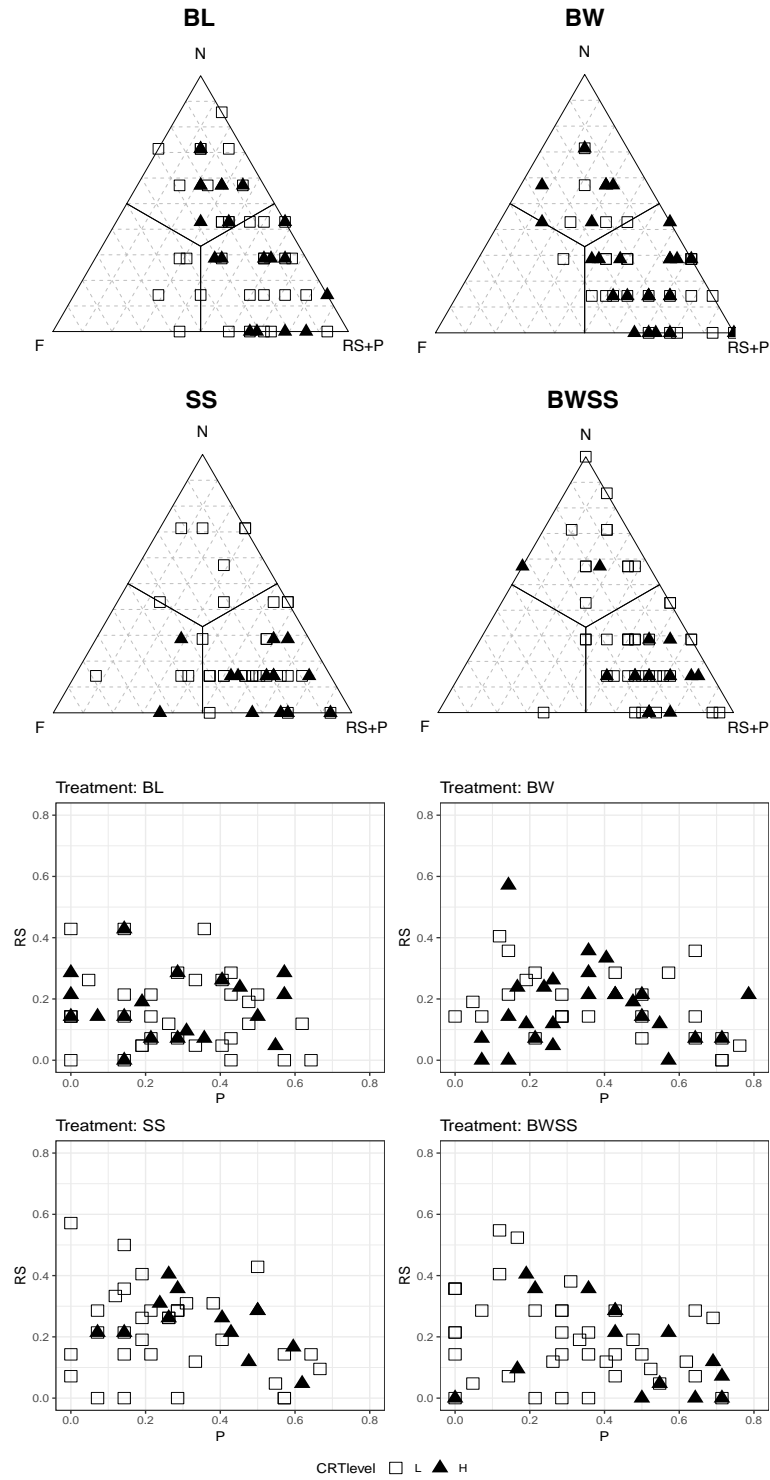 BL
BW
N
N
F
RS+P
F
RS+P
SS
BWSS
N
N
F
RS+P
F
RS+P
Treatment: BL
Treatment: BW
0.8
0.6
0.4
0.2
0.0
RS
0.0 0.2 0.4 0.6 0.8
P
0.8
0.6
0.4
0.2
0.0
RS
0.0 0.2 0.4 0.6 0.8
P
Treatment: SS
Treatment: BWSS
0.8
0.6
0.4
0.2
0.0
RS
0.0 0.2 0.4 0.6 0.8
P
0.8
0.6
0.4
0.2
0.0
RS
0.0 0.2 0.4 0.6 0.8
P
CRTlevel L H